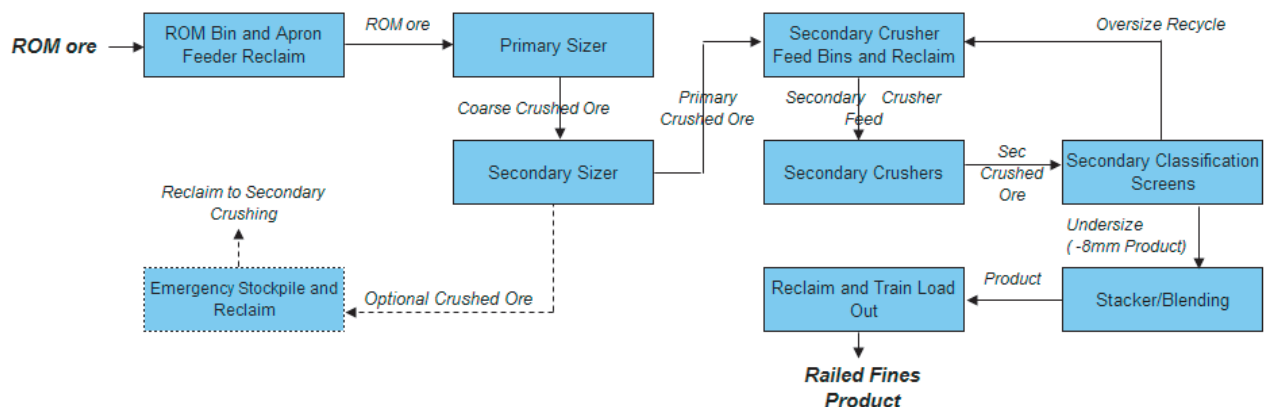 ROM ore
ROM Bin and Apron
Feeder Reclaim
ROM ore
Primary Sizer
Secondary Crusher
Feed Bins and Reclaim
Oversize Recycle
Coarse Crushed Ore
Primary
Crushed Ore
Secondary Crusher
Feed
Secondary Sizer
Secondary Crushers
Sec
Crushed
Ore
Secondary Classification
Screens
Reclaim to Secondary
Crushing
Undersize
( -8mm Product)
Emergency Stockpile and
Reclaim
Optional Crushed Ore
Reclaim and Train Load
Out
Product
Stacker/Blending
Railed Fines
Product